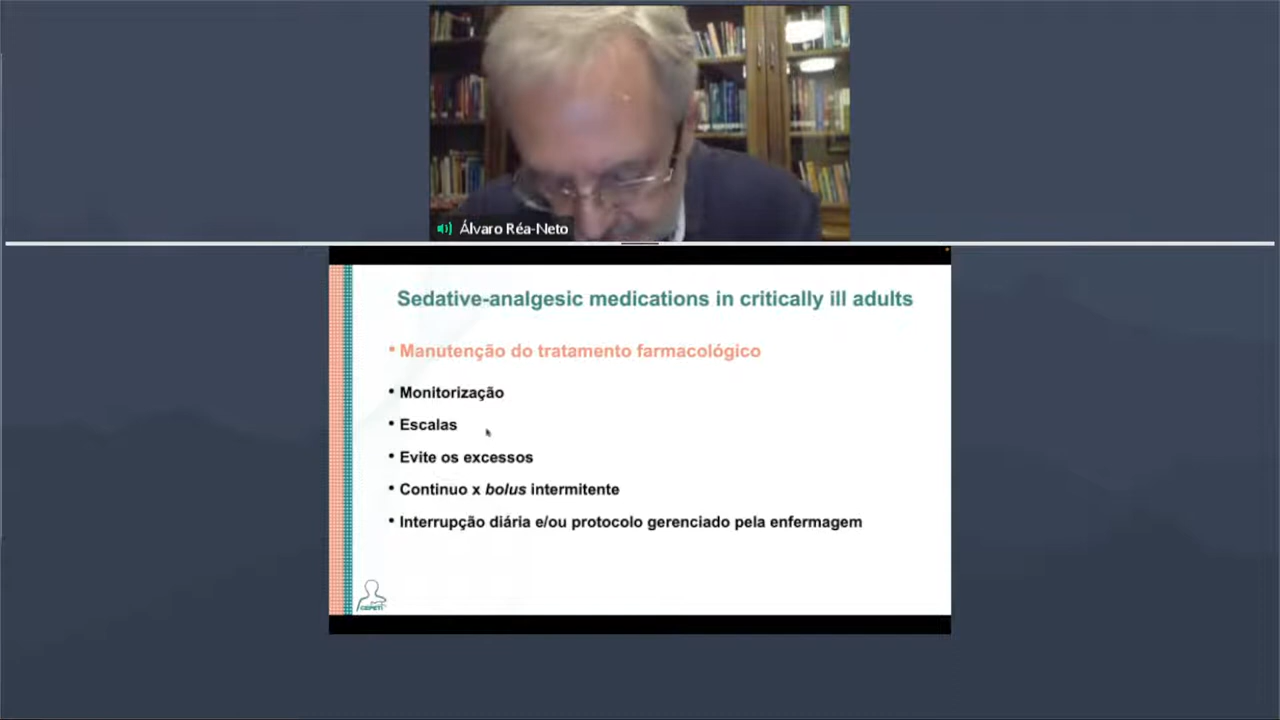 Álvaro Réa-Neto
Sedative-analgesic medications in critically ill adults
• Manutenção do tratamento farmacológico
• Monitorização
• Escalas
• Evite os excessos
• Continuo x bolus intermitente
• Interrupção diária e/ou protocolo gerenciado pela enfermagem
CEPETI